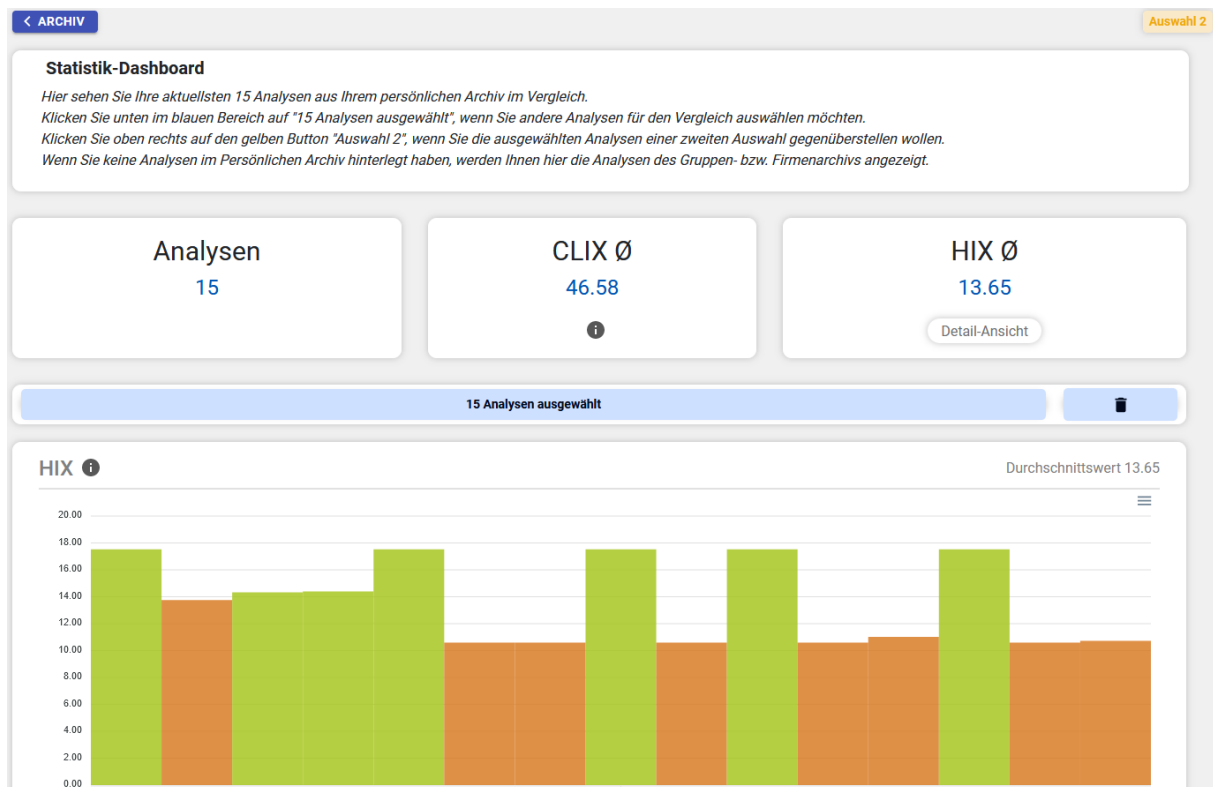 ARCHIV
Auswahl 2
Statistik-Dashboard
Hier sehen Sie Ihre aktuellsten 15 Analysen aus Ihrem persönlichen Archiv im Vergleich.
Klicken Sie unten im blauen Bereich auf "15 Analysen ausgewählt", wenn Sie andere Analysen für den Vergleich auswählen möchten.
Klicken Sie oben rechts auf den gelben Button "Auswahl 2", wenn Sie die ausgewählten Analysen einer zweiten Auswahl gegenüberstellen wollen.
Wenn Sie keine Analysen im Persönlichen Archiv hinterlegt haben, werden Ihnen hier die Analysen des Gruppen- bzw. Firmenarchivs angezeigt.
Analysen
15
CLIX Ø
46.58
HIX Ø
13.65
Detail-Ansicht
15 Analysen ausgewählt
HIX
Durchschnittswert 13.65
20.00
18.00
16.00
14.00
12.00
10.00
8.00
6.00
4.00
2.00
0.00